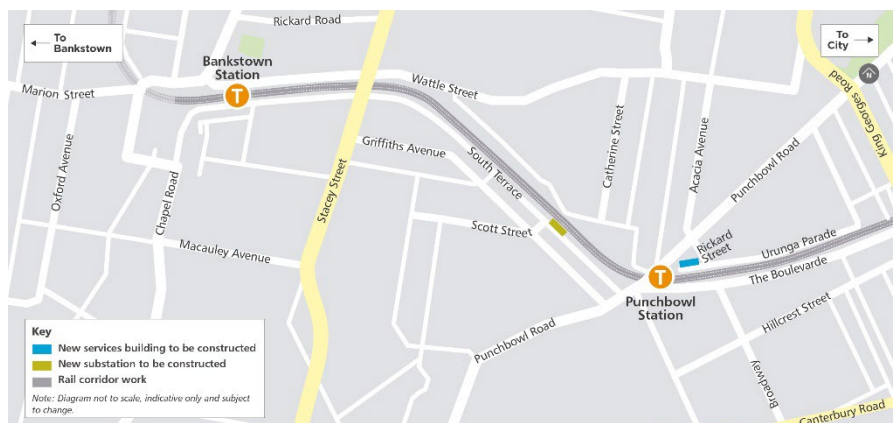 To
Bankstown
Rickard Road
To
City
N
Bankstown
Station
T
Marion Street
Wattle Street
King Georges Road
Griffiths Avenue
Oxford Avenue
Chapel Road
Stacey Street
South Terrace
Catherine Street
Acacia Avenue
Punchbowl Road
Scott Street
Macauley Avenue
Rickard
Street
Urunga Parade
The Boulevarde
T
Punchbowl
Station
Hillcrest Street
Punchbowl Road
Broadway
Canterbury Road
Key
New services building to be constructed
New substation to be constructed
Rail corridor work
Note: Diagram not to scale, indicative only and subject
to change.